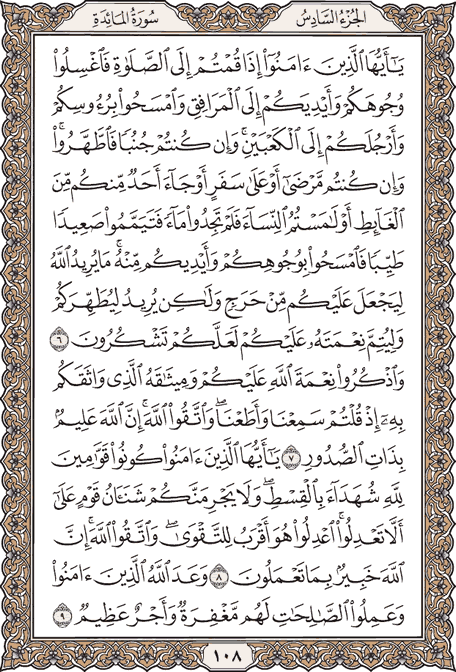 الجزء السادس
سورة المائدة
يَٰٓأَيُّهَا ٱلَّذِينَ ءَامَنُوٓا۟ إِذَا قُمْتُمْ إِلَى ٱلصَّلَوٰةِ فَٱغْسِلُوا۟
وُجُوهَكُمْ وَأَيْدِيَكُمْ إِلَى ٱلْمَرَافِقِ وَٱمْسَحُوا۟ بِرُءُوسِكُمْ
وَأَرْجُلَكُمْ إِلَى ٱلْكَعْبَيْنِ ۚ وَإِن كُنتُمْ جُنُبًا فَٱطَّهَّرُوا۟ ۚ
وَإِن كُنتُم مَّرْضَىٰٓ أَوْ عَلَىٰ سَفَرٍ أَوْ جَآءَ أَحَدٌ مِّنكُم مِّنَ
ٱلْغَآئِطِ أَوْ لَٰمَسْتُمُ ٱلنِّسَآءَ فَلَمْ تَجِدُوا۟ مَآءً فَتَيَمَّمُوا۟ صَعِيدًا
طَيِّبًا فَٱمْسَحُوا۟ بِوُجُوهِكُمْ وَأَيْدِيكُم مِّنْهُ ۚ مَا يُرِيدُ ٱللَّهُ
لِيَجْعَلَ عَلَيْكُم مِّنْ حَرَجٍ وَلَٰكِن يُرِيدُ لِيُطَهِّرَكُمْ
وَلِيُتِمَّ نِعْمَتَهُۥ عَلَيْكُمْ لَعَلَّكُمْ تَشْكُرُونَ ٦
وَٱذْكُرُوا۟ نِعْمَةَ ٱللَّهِ عَلَيْكُمْ وَمِيثَٰقَهُ ٱلَّذِى وَاثَقَكُم
بِهِۦٓ إِذْ قُلْتُمْ سَمِعْنَا وَأَطَعْنَا ۖ وَٱتَّقُوا۟ ٱللَّهَ ۚ إِنَّ ٱللَّهَ عَلِيمٌۢ
بِذَاتِ ٱلصُّدُورِ ٧ يَٰٓأَيُّهَا ٱلَّذِينَ ءَامَنُوا۟ كُونُوا۟ قَوَّٰمِينَ
لِلَّهِ شُهَدَآءَ بِٱلْقِسْطِ ۖ وَلَا يَجْرِمَنَّكُمْ شَنَـَٔانُ قَوْمٍ عَلَىٰٓ
أَلَّا تَعْدِلُوا۟ ۚ ٱعْدِلُوا۟ هُوَ أَقْرَبُ لِلتَّقْوَىٰ ۖ وَٱتَّقُوا۟ ٱللَّهَ ۚ إِنَّ
ٱللَّهَ خَبِيرٌۢ بِمَا تَعْمَلُونَ ٨ وَعَدَ ٱللَّهُ ٱلَّذِينَ ءَامَنُوا۟
وَعَمِلُوا۟ ٱلصَّٰلِحَٰتِ ۙ لَهُم مَّغْفِرَةٌ وَأَجْرٌ عَظِيمٌ ٩
١٠٨